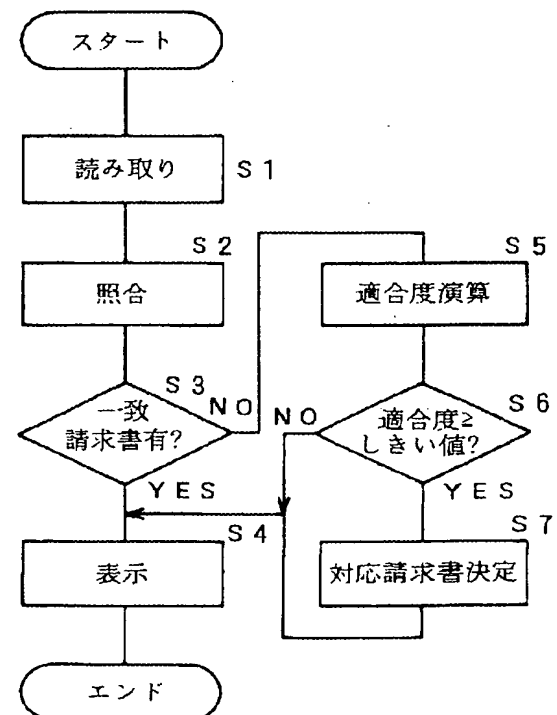 スタート
読み取り
S1
S2
照合
S3
一致
請求書有?
NO
YES
S4
表示
エンド
S5
適合度演算
S6
適合度≥
しきい値?
NO
YES
S7
対応請求書決定